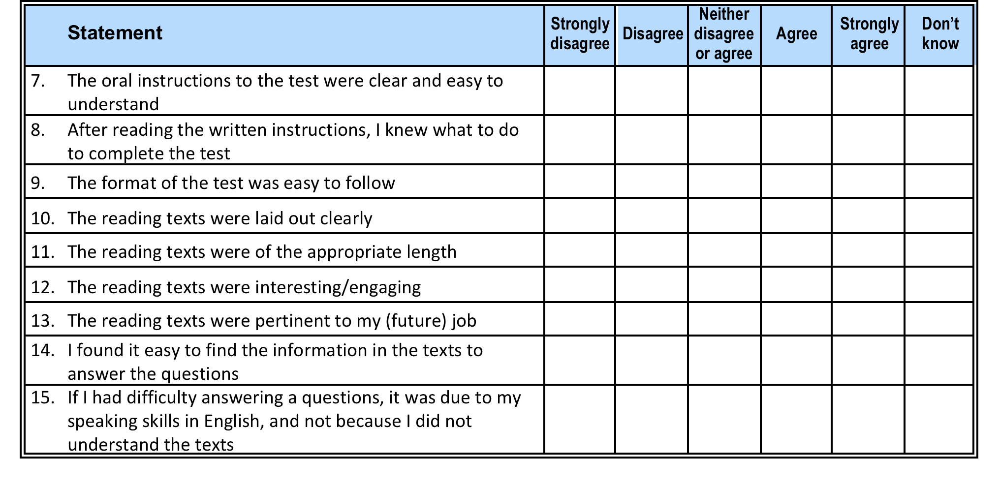 Statement
Strongly
disagree
Disagree
Neither
disagree
or agree
Agree
Strongly
agree
Don’t
know
7. The oral instructions to the test were clear and easy to
understand
8. After reading the written instructions, I knew what to do
to complete the test
9. The format of the test was easy to follow
10. The reading texts were laid out clearly
11. The reading texts were of the appropriate length
12. The reading texts were interesting/engaging
13. The reading texts were pertinent to my (future) job
14. I found it easy to find the information in the texts to
answer the questions
15. If I had difficulty answering a questions, it was due to my
speaking skills in English, and not because I did not
understand the texts